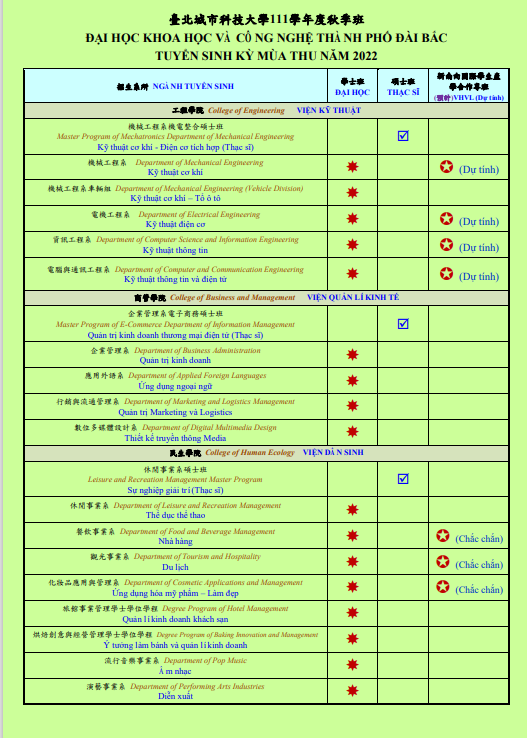 臺北城市科技大學111學年度秋季班
ĐẠI HỌC KHOA HỌC VÀ CÔNG NGHỆ THÀNH PHỐ ĐÀI BẮC
TUYỂN SINH KỲ MÙA THU NĂM 2022
招生系所 NGÀNH TUYỂN SINH
學士班
ĐẠI HỌC
碩士班
THẠC SĨ
新南向國際學生產
學合作專班
(預計)VHVL (Dự tính)
工程學院 College of Engineering VIỆN KỸ THUẬT
機械工程系機電整合碩士班
Master Program of Mechatronics Department of Mechanical Engineering
Kỹ thuật cơ khí - Điện cơ tích hợp (Thạc sĩ)
機械工程系 Department of Mechanical Engineering
Kỹ thuật cơ khí
(Dự tính)
機械工程系車輛組 Department of Mechanical Engineering (Vehicle Division)
Kỹ thuật cơ khí – Tổ ô tô
電機工程系 Department of Electrical Engineering
Kỹ thuật điện cơ
(Dự tính)
資訊工程系 Department of Computer Science and Information Engineering
Kỹ thuật thông tin
(Dự tính)
電腦與通訊工程系 Department of Computer and Communication Engineering
Kỹ thuật thông tin và điện tử
(Dự tính)
商管學院 College of Business and Management VIỆN QUẢN LÍ KINH TẾ
企業管理系電子商務碩士班
Master Program of E-Commerce Department of Information Management
Quản trị kinh doanh thương mại điện tử (Thạc sĩ)
企業管理系 Department of Business Administration
Quản trị kinh doanh
應用外語系 Department of Applied Foreign Languages
Ứng dụng ngoại ngữ
行銷與流通管理系 Department of Marketing and Logistics Management
Quản trị Marketing và Logistics
數位多媒體設計系 Department of Digital Multimedia Design
Thiết kế truyền thông Media
民生學院 College of Human Ecology VIỆN DÂN SINH
休閒事業系碩士班
Leisure and Recreation Management Master Program
Sự nghiệp giải trí (Thạc sĩ)
休閒事業系 Department of Leisure and Recreation Management
Thể dục thể thao
餐飲事業系 Department of Food and Beverage Management
Nhà hàng
(Chắc chắn)
觀光事業系 Department of Tourism and Hospitality
Du lịch
(Chắc chắn)
化妝品應用與管理系 Department of Cosmetic Applications and Management
Ứng dụng hóa mỹ phẩm – Làm đẹp
(Chắc chắn)
旅館事業管理學士學位學程 Degree Program of Hotel Management
Quản lí kinh doanh khách sạn
烘焙創意與經營管理學士學位學程 Degree Program of Baking Innovation and Management
Ý tưởng làm bánh và quản lí kinh doanh
流行音樂事業系 Department of Pop Music
Âm nhạc
演藝事業系 Department of Performing Arts Industries
Diễn xuất